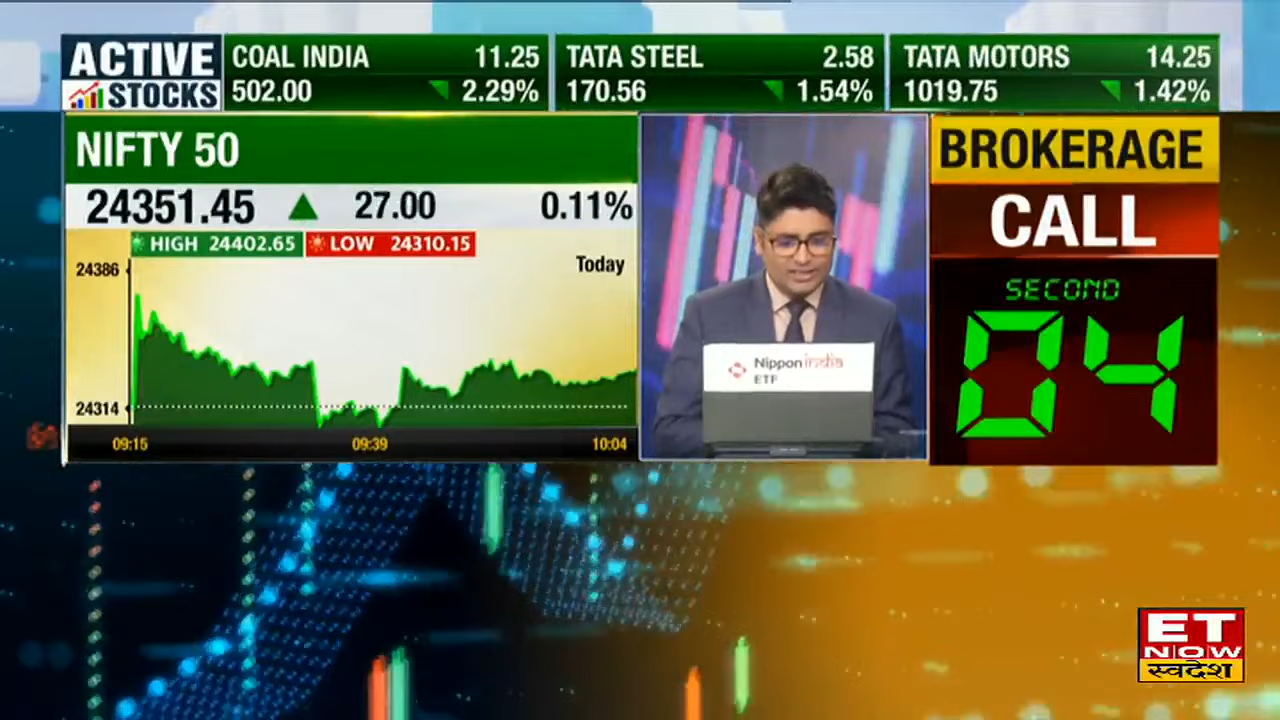 ACTIVE
STOCKS
COAL INDIA 11.25
502.00 2.29%
TATA STEEL 2.58
170.56 1.54%
TATA MOTORS 14.25
1019.75 1.42%
NIFTY 50
24351.45 27.00 0.11%
HIGH 24402.65 LOW 24310.15
Today
24386
24314
09:15 09:39 10:04
Nippon india
ETF
BROKERAGE
CALL
SECOND
04
ET
NOW
स्वदेश